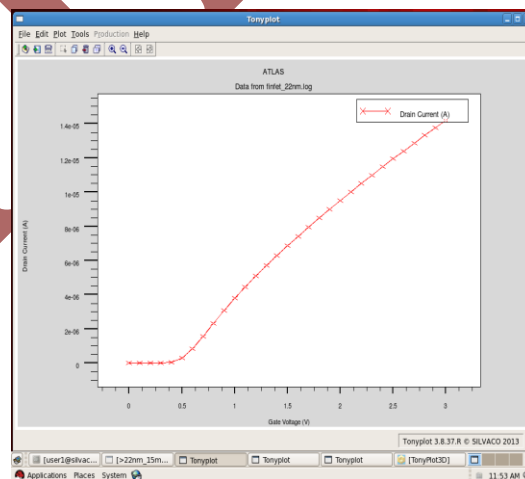 Tonyplot
File Edit Plot Tools Production Help
ATLAS
Data from finfet_22nm.log
Drain Current (A)
1.4e-05
1.2e-05
1e-05
8e-06
6e-06
4e-06
2e-06
0
Drain Current (A)
0 0.5 1 1.5 2 2.5 3
Gate Voltage (V)
Tonyplot 3.8.37.R © SILVACO 2013
[user1@silvac... [>22nm_15m... Tonyplot Tonyplot Tonyplot [TonyPlot3D]
Applications Places System 11:53 AM